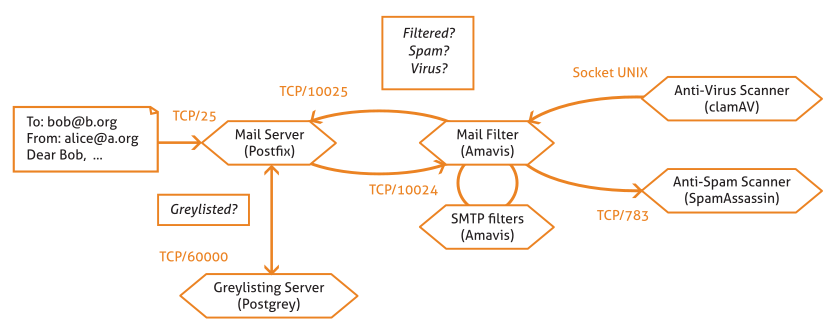 Filtered?
Spam?
Virus?
Socket UNIX
TCP/10025
Anti-Virus Scanner
(clamAV)
To: bob@b.org
From: alice@a.org
Dear Bob,  ...
TCP/25
Mail Server
(Postfix)
Mail Filter
(Amavis)
TCP/10024
Anti-Spam Scanner
(SpamAssassin)
Greylisted?
SMTP filters
(Amavis)
TCP/783
TCP/60000
Greylisting Server
(Postgrey)